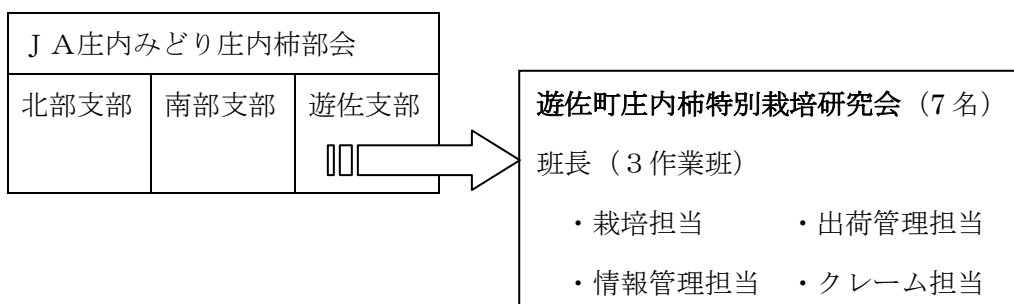 ＪＡ庄内みどり庄内柿部会
北部支部 南部支部 遊佐支部
遊佐町庄内柿特別栽培研究会（7名）
班長（３作業班）
・栽培担当 ・出荷管理担当
・情報管理担当 ・クレーム担当